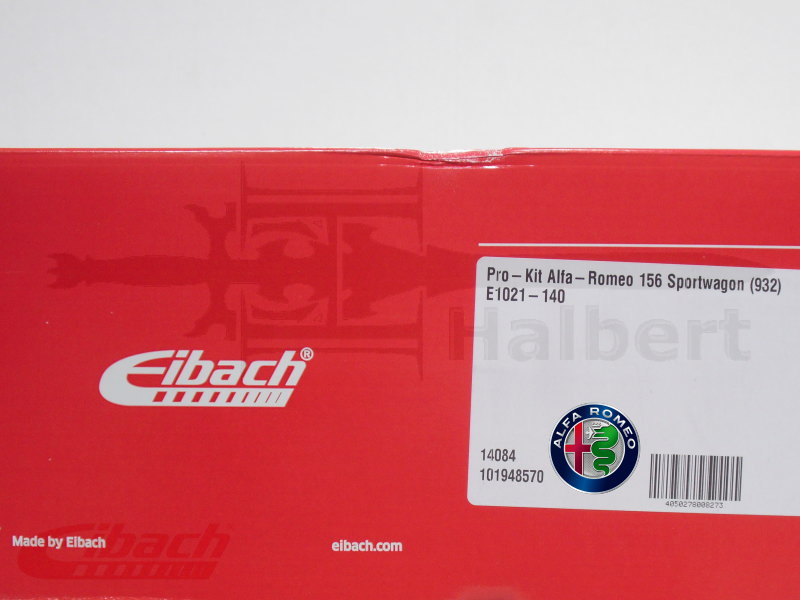 Pro-Kit Alfa-Romeo 156 Sportwagon (932)
E1021-140
Halbert
Eibach®
ALFA ROMEO
14084
101948570
4050278008273
Made by Eibach
Eibach
eibach.com